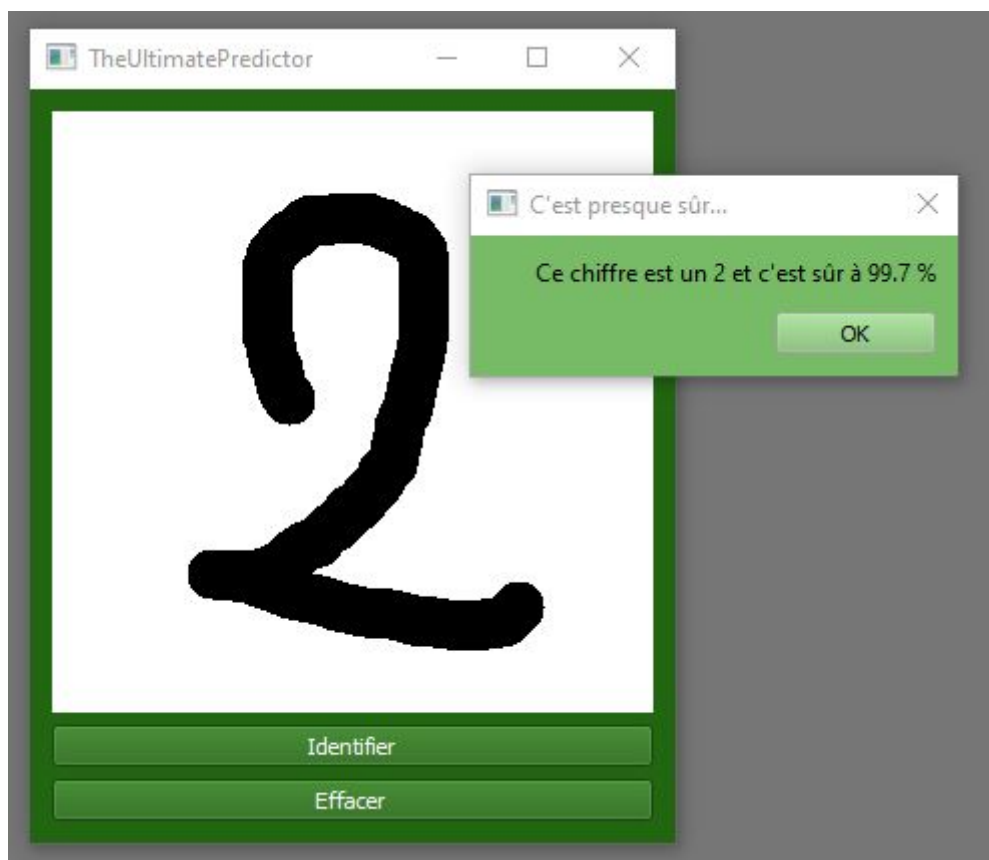 TheUltimatePredictor
C'est presque sûr...
Ce chiffre est un 2 et c'est sûr à 99.7 %
OK
2
Identifier
Effacer